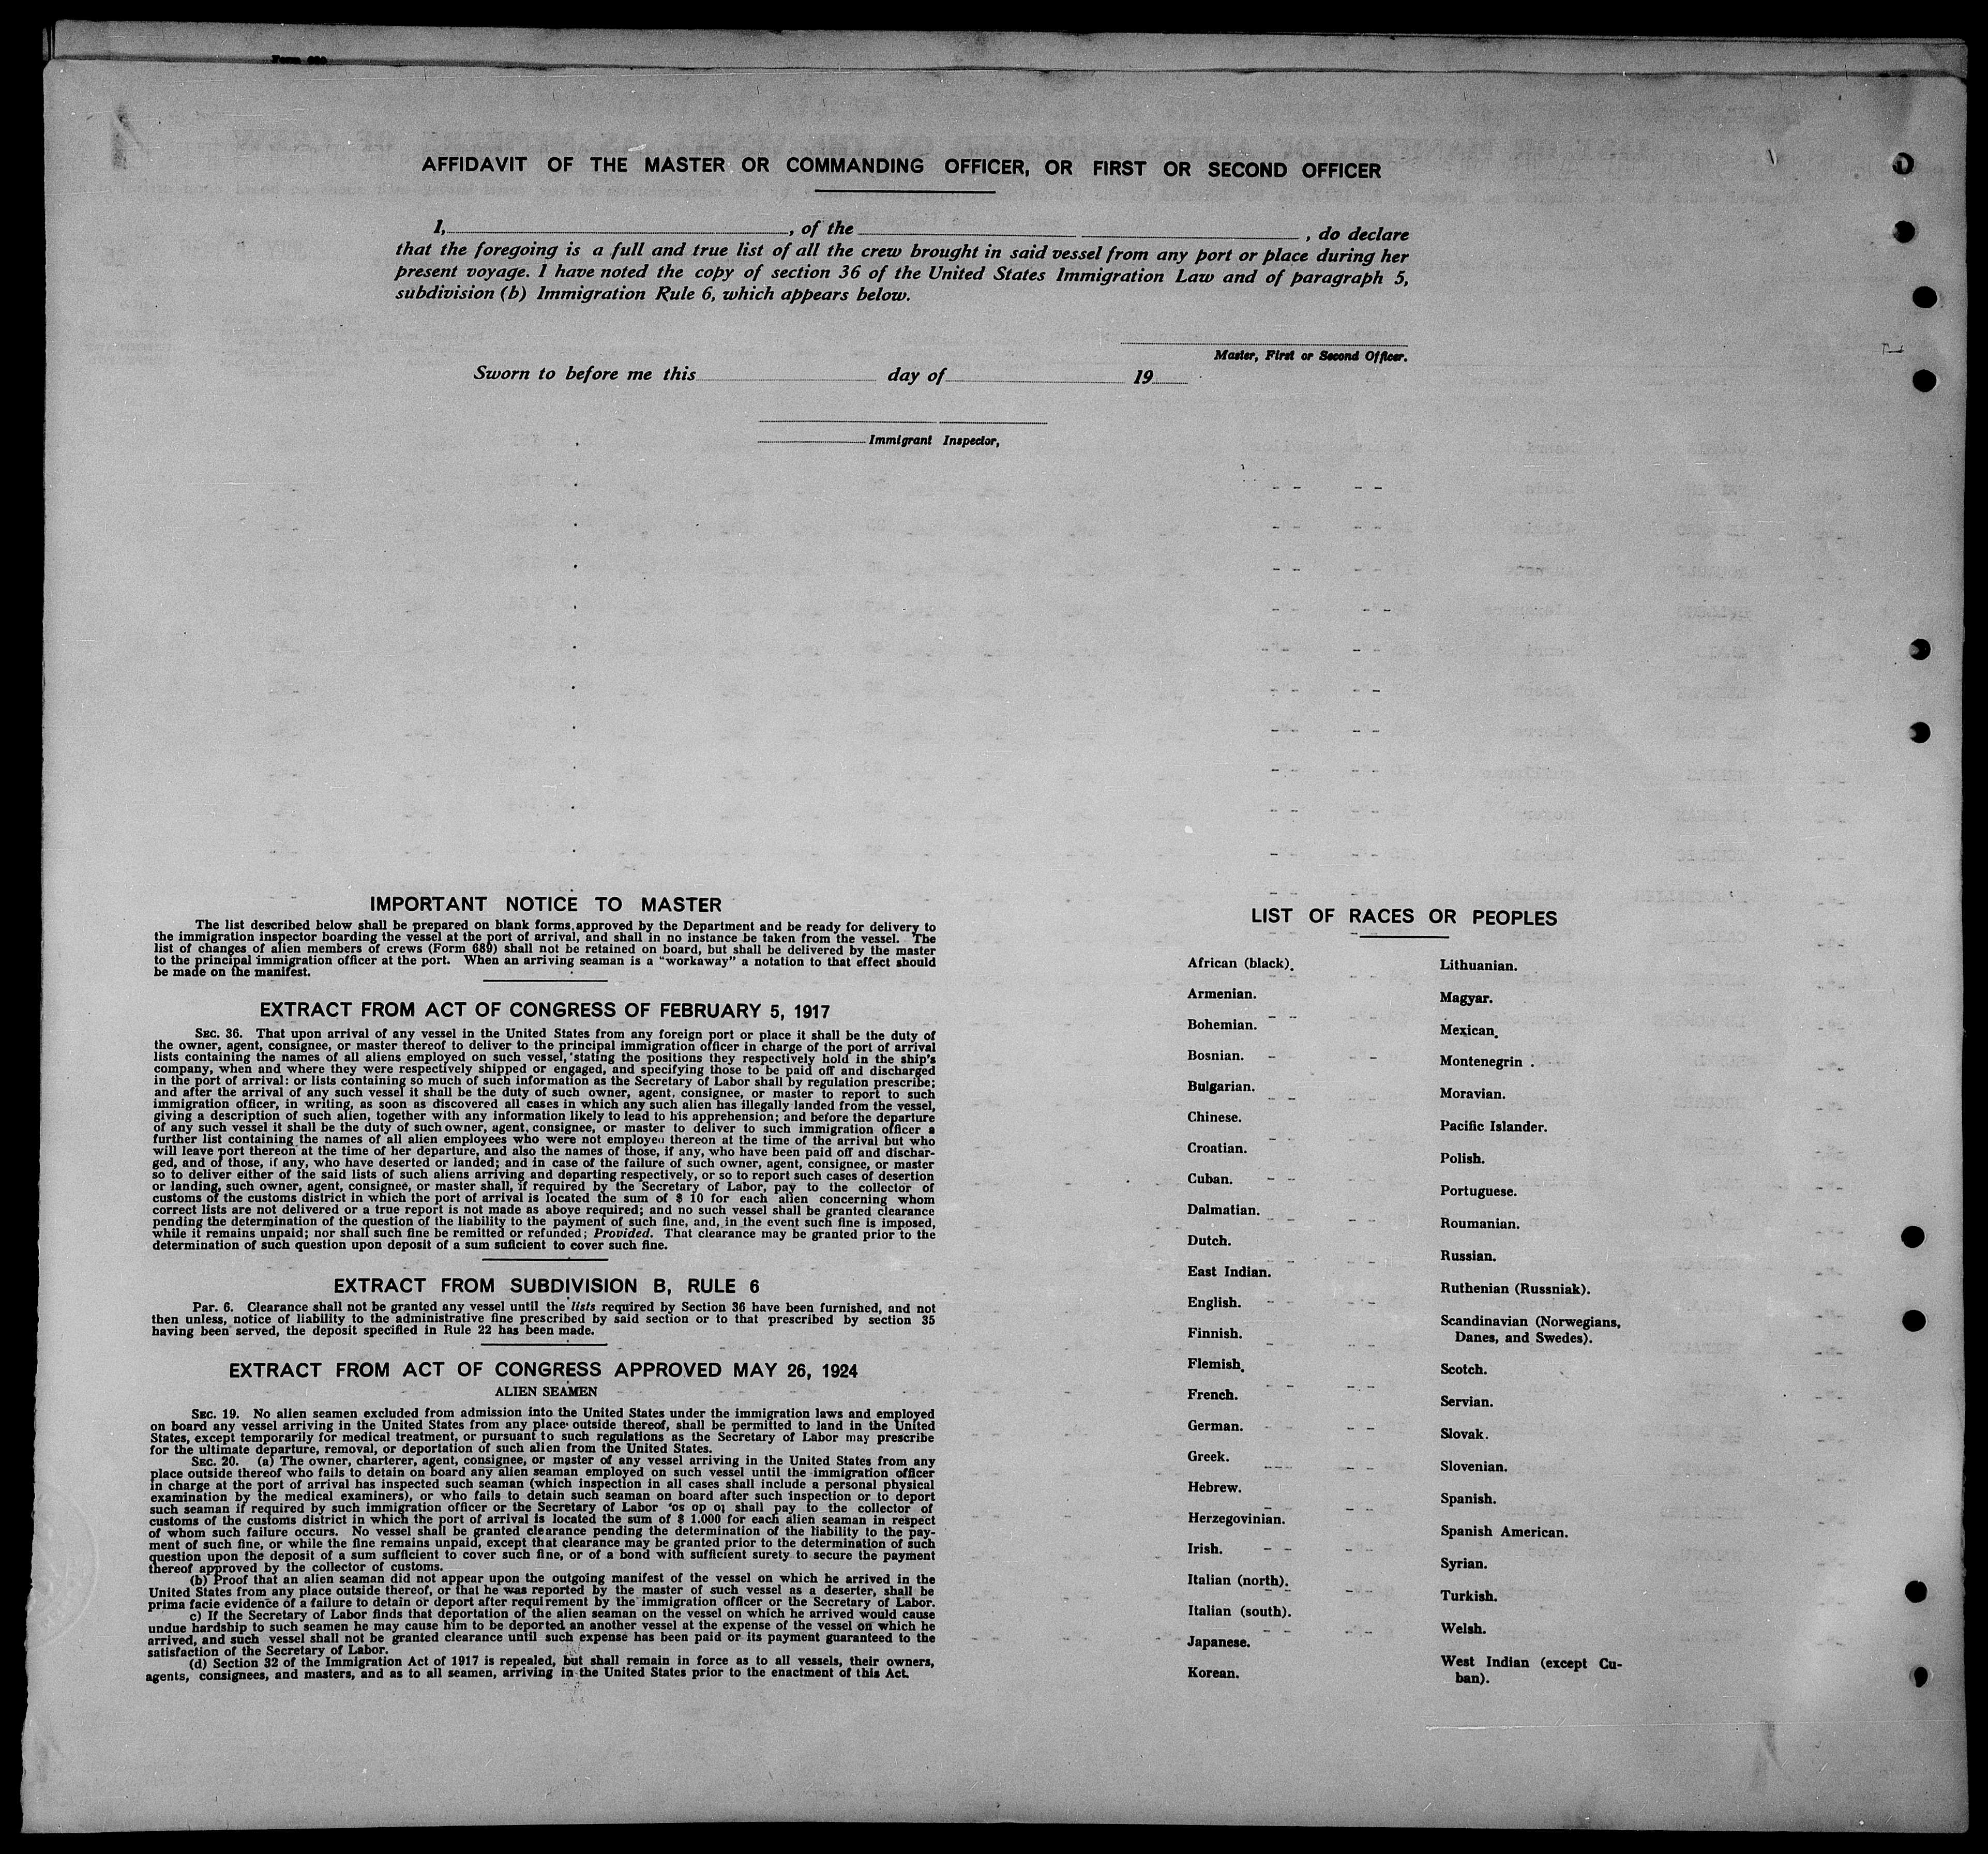 AFFIDAVIT OF THE MASTER OR COMMANDING OFFICER, OR FIRST OR SECOND OFFICER
I, , of the , do declare
that the foregoing is a full and true list of all the crew brought in said vessel from any port or place during her
present voyage. I have noted the copy of section 36 of the United States Immigration Law and of paragraph 5,
subdivision (b) Immigration Rule 6, which appears below.
Master, First or Second Officer.
Sworn to before me this day of 19
Immigrant Inspector,
IMPORTANT NOTICE TO MASTER
The list described below shall be prepared on blank forms approved by the Department and be ready for delivery to
the immigration inspector boarding the vessel at the port of arrival, and shall in no instance be taken from the vessel. The
list of changes of alien members of crews (Form 689) shall not be retained on board, but shall be delivered by the master
to the principal immigration officer at the port. When an arriving seaman is a "workaway" a notation to that effect should
be made on the manifest.
EXTRACT FROM ACT OF CONGRESS OF FEBRUARY 5, 1917
SEC. 36. That upon arrival of any vessel in the United States from any foreign port or place it shall be the duty of
the owner, agent, consignee, or master thereof to deliver to the principal immigration officer in charge of the port of arrival
lists containing the names of all aliens employed on such vessel, stating the positions they respectively hold in the ship's
company, when and where they were respectively shipped or engaged, and specifying those to be paid off and discharged
in the port of arrival: or lists containing so much of such information as the Secretary of Labor shall by regulation prescribe;
and after the arrival of any such vessel it shall be the duty of such owner, agent, consignee, or master to report to such
immigration officer, in writing, as soon as discovered all cases in which any such alien has illegally landed from the vessel,
giving a description of such alien, together with any information likely to lead to his apprehension; and before the departure
of any such vessel it shall be the duty of such owner, agent, consignee, or master to deliver to such immigration officer a
further list containing the names of all alien employees who were not employed thereon at the time of the arrival but who
will leave port thereon at the time of her departure, and also the names of those, if any, who have been paid off and dischar-
ged, and of those, if any, who have deserted or landed; and in case of the failure of such owner, agent, consignee, or master
so to deliver either of the said lists of such aliens arriving and departing respectively, or so to report such cases of desertion
or landing, such owner, agent, consignee, or master shall, if required by the Secretary of Labor, pay to the collector of
customs of the customs district in which the port of arrival is located the sum of $ 10 for each alien concerning whom
correct lists are not delivered or a true report is not made as above required; and no such vessel shall be granted clearance
pending the determination of the question of the liability to the payment of such fine, and, in the event such fine is imposed,
while it remains unpaid; nor shall such fine be remitted or refunded; Provided. That clearance may be granted prior to the
determination of such question upon deposit of a sum suficient to cover such fine.
EXTRACT FROM SUBDIVISION B, RULE 6
Par. 6. Clearance shall not be granted any vessel until the lists required by Section 36 have been furnished, and not
then unless, notice of liability to the administrative fine prescribed by said section or to that prescribed by section 35
having been served, the deposit specified in Rule 22 has been made.
EXTRACT FROM ACT OF CONGRESS APPROVED MAY 26, 1924
ALIEN SEAMEN
SEC. 19. No alien seamen excluded from admission into the United States under the immigration laws and employed
on board any vessel arriving in the United States from any place outside thereof, shall be permitted to land in the United
States, except temporarily for medical treatment, or pursuant to such regulations as the Secretary of Labor may prescribe
for the ultimate departure, removal, or deportation of such alien from the United States.
SEC. 20. (a) The owner, charterer, agent, consignee, or master of any vessel arriving in the United States from any
place outside thereof who fails to detain on board any alien seaman employed on such vessel until the immigration officer
in charge at the port of arrival has inspected such seaman (which inspection in all cases shall include a personal physical
examination by the medical examiners), or who fails to detain such seaman on board after such inspection or to deport
such seaman if required by such immigration officer or the Secretary of Labor 'os op oʇ shall pay to the collector of
customs of the customs district in which the port of arrival is located the sum of $ 1.000 for each alien seaman in respect
of whom such failure occurs. No vessel shall be granted clearance pending the determination of the liability to the pay-
ment of such fine, or while the fine remains unpaid, except that clearance may be granted prior to the determination of such
question upon the deposit of a sum sufficient to cover such fine, or of a bond with sufficient surety to secure the payment
thereof approved by the collector of customs.
(b) Proof that an alien seaman did not appear upon the outgoing manifest of the vessel on which he arrived in the
United States from any place outside thereof, or that he was reported by the master of such vessel as a deserter, shall be
prima facie evidence of a failure to detain or deport after requirement by the immigration officer or the Secretary of Labor.
c) If the Secretary of Labor finds that deportation of the alien seaman on the vessel on which he arrived would cause
undue hardship to such seamen he may cause him to be deported an another vessel at the expense of the vessel on which he
arrived, and such vessel shall not be granted clearance until such expense has been paid or its payment guaranteed to the
satisfaction of the Secretary of Labor.
(d) Section 32 of the Immigration Act of 1917 is repealed, but shall remain in force as to all vessels, their owners,
agents, consignees, and masters, and as to all seamen, arriving in the United States prior to the enactment of this Act.
LIST OF RACES OR PEOPLES
African (black).
Armenian.
Bohemian.
Bosnian.
Bulgarian.
Chinese.
Croatian.
Cuban.
Dalmatian.
Dutch.
East Indian.
English.
Finnish.
Flemish.
French.
German.
Greek.
Hebrew.
Herzegovinian.
Irish.
Italian (north).
Italian (south).
Japanese.
Korean.
Lithuanian.
Magyar.
Mexican.
Montenegrin .
Moravian.
Pacific Islander.
Polish.
Portuguese.
Roumanian.
Russian.
Ruthenian (Russniak).
Scandinavian (Norwegians,
Danes, and Swedes).
Scotch.
Servian.
Slovak.
Slovenian.
Spanish.
Spanish American.
Syrian.
Turkish.
Welsh.
West Indian (except Cu-
ban).